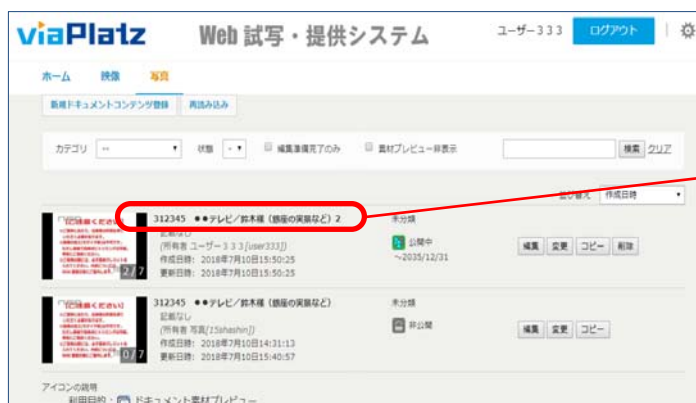 viaPlatz
Web 試写・提供システム
ユーザー333
ログアウト
ホーム 映像 写真
新規ドキュメントコンテンツ登録 再読み込み
カテゴリ -- 状態 - 編集準備完了のみ 素材プレビュー非表示 検索 クリア
並び替え 作成日時
312345 ●●テレビ/鈴木様 (銀座の実景など) 2
記載なし
(所有者 ユーザー333[user333])
作成日時: 2018年7月10日15:50:25
更新日時: 2018年7月10日15:50:25
2/7
未分類
公開中
~2035/12/31
編集 変更 コピー 削除
312345 ●●テレビ/鈴木様 (銀座の実景など)
記載なし
(所有者 写真[15shashin])
作成日時: 2018年7月10日14:31:13
更新日時: 2018年7月10日15:40:57
0/7
未分類
非公開
編集 変更 コピー
アイコンの説明
利用目的: ドキュメント素材プレビュー